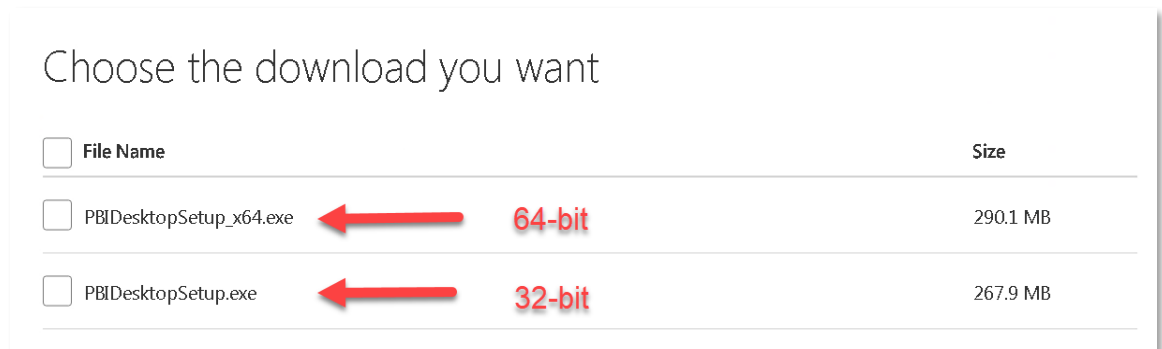 Choose the download you want
File Name Size
PBIDesktopSetup_x64.exe 64-bit 290.1 MB
PBIDesktopSetup.exe 32-bit 267.9 MB